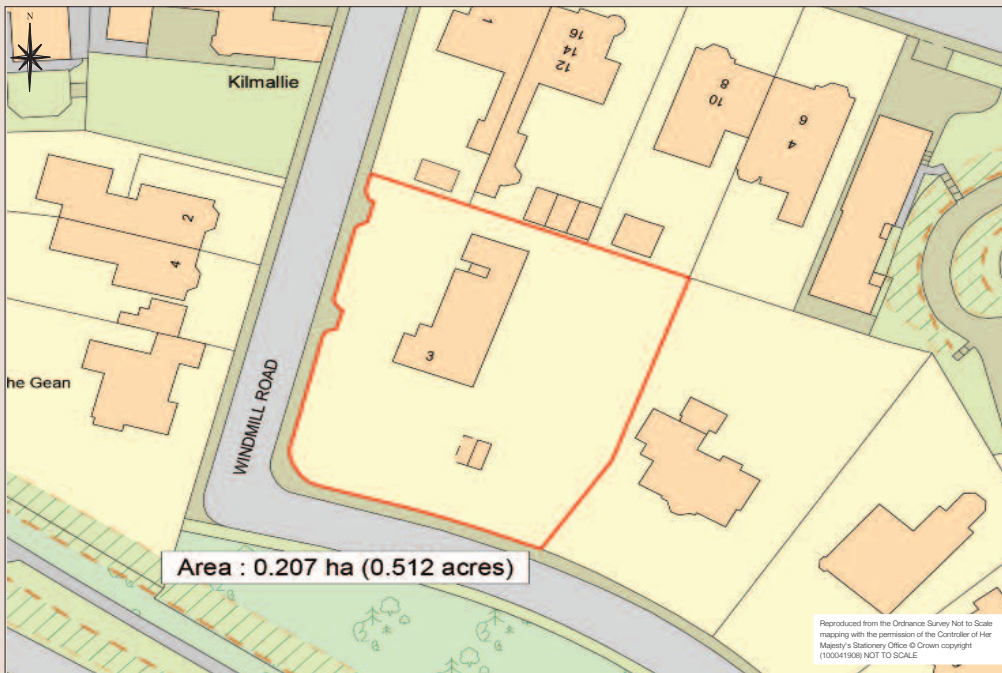 N
Kilmallie
1
16
14
12
8
10
6
4
2
4
3
he Gean
WINDMILL ROAD
Area : 0.207 ha (0.512 acres)
Reproduced from the Ordnance Survey Not to Scale
mapping with the permission of the Controller of Her
Majesty's Stationery Office © Crown copyright
(100041908) NOT TO SCALE